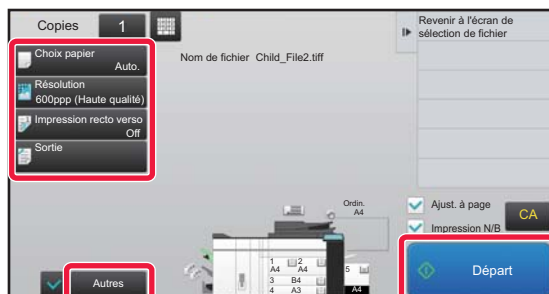 Copies 1
Choix papier
Auto.
Résolution
600ppp (Haute qualité)
Impression recto verso
Off
Sortie
Autres
Nom de fichier Child_File2.tiff
Ordin.
A4
1 2
A4 A4
3 B4
4 A3
5
A4
Revenir à l'écran de
sélection de fichier
Ajust. à page
Impression N/B
CA
Départ